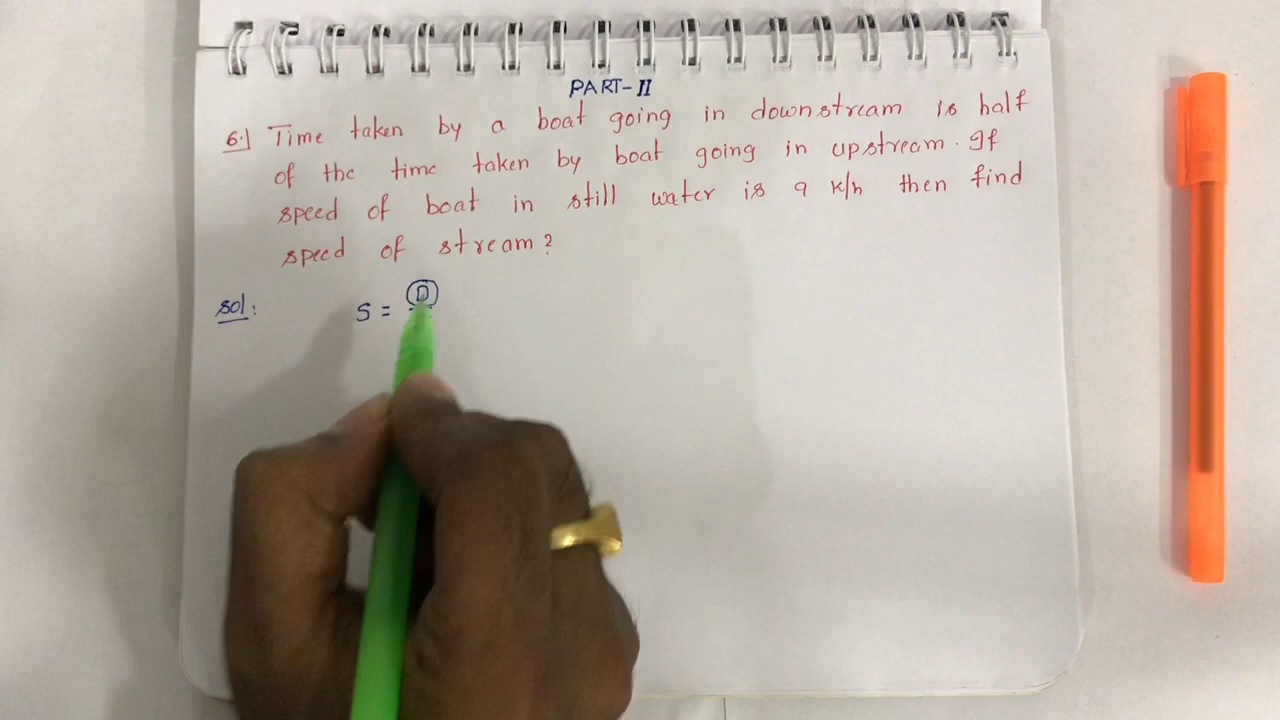 PART-II
6.) Time taken by a boat going in downstream is half
of the time taken by boat going in upstream. If
speed of boat in still water is 9 k/h then find
speed of stream?
Sol: S = D